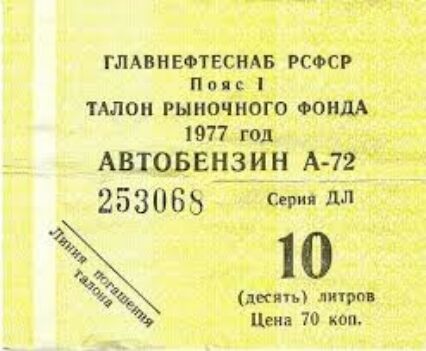 ГЛАВНЕФТЕСНАБ РСФСР
Пояс I
ТАЛОН РЫНОЧНОГО ФОНДА
1977 год
АВТОБЕНЗИН А-72
253068 Серия ДЛ
Линия погашения
талона
10
(десять) литров
Цена 70 коп.